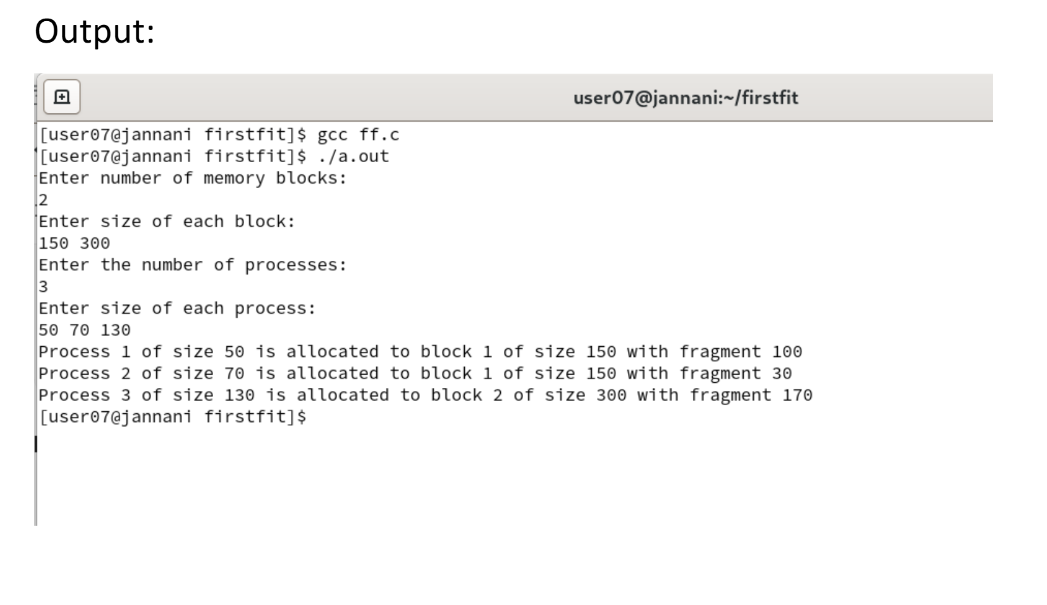 Output:
user07@jannani:~/firstfit
[user07@jannani firstfit]$ gcc ff.c
[user07@jannani firstfit]$ ./a.out
Enter number of memory blocks:
2
Enter size of each block:
150 300
Enter the number of processes:
3
Enter size of each process:
50 70 130
Process 1 of size 50 is allocated to block 1 of size 150 with fragment 100
Process 2 of size 70 is allocated to block 1 of size 150 with fragment 30
Process 3 of size 130 is allocated to block 2 of size 300 with fragment 170
[user07@jannani firstfit]$